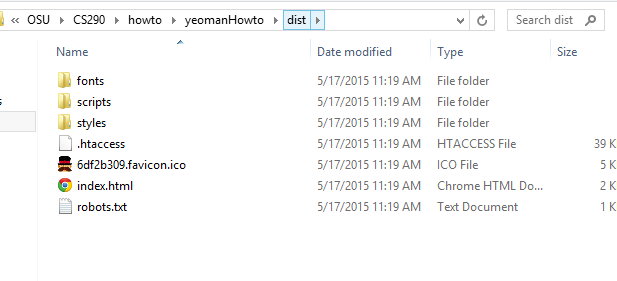 « OSU › CS290 › howto › yeomanHowto › dist › Search dist
Name Date modified Type Size
fonts 5/17/2015 11:19 AM File folder
scripts 5/17/2015 11:19 AM File folder
styles 5/17/2015 11:19 AM File folder
.htaccess 5/17/2015 11:19 AM HTACCESS File 39 K
6df2b309.favicon.ico 5/17/2015 11:19 AM ICO File 5 K
index.html 5/17/2015 11:19 AM Chrome HTML Do... 2 K
robots.txt 5/17/2015 11:19 AM Text Document 1 K